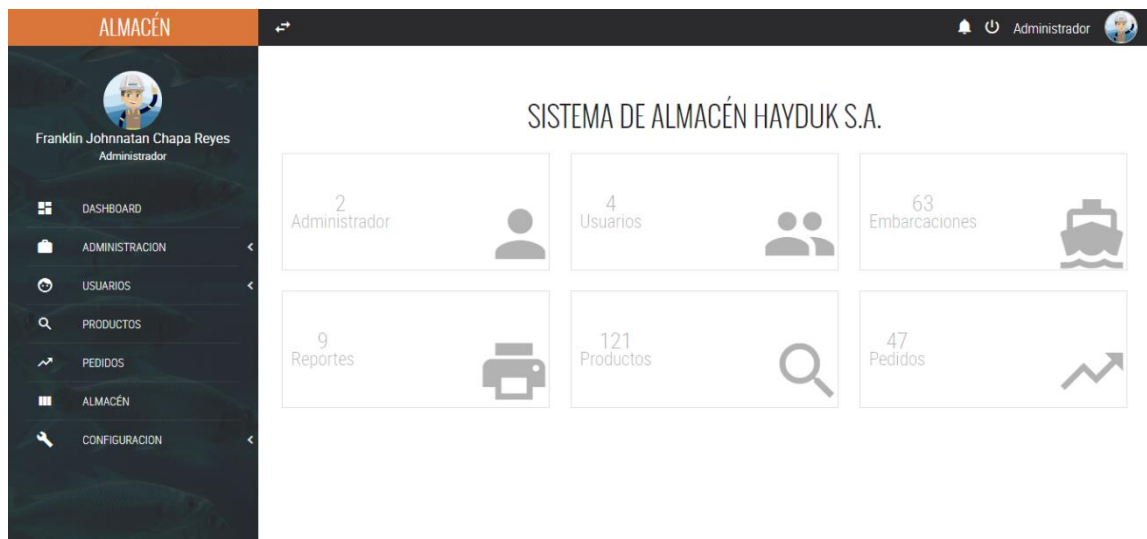 ALMACÉN
Administrador
Franklin Johnnatan Chapa Reyes
Administrador
DASHBOARD
ADMINISTRACION
USUARIOS
PRODUCTOS
PEDIDOS
ALMACÉN
CONFIGURACION
SISTEMA DE ALMACÉN HAYDUK S.A.
2
Administrador
4
Usuarios
63
Embarcaciones
9
Reportes
121
Productos
47
Pedidos